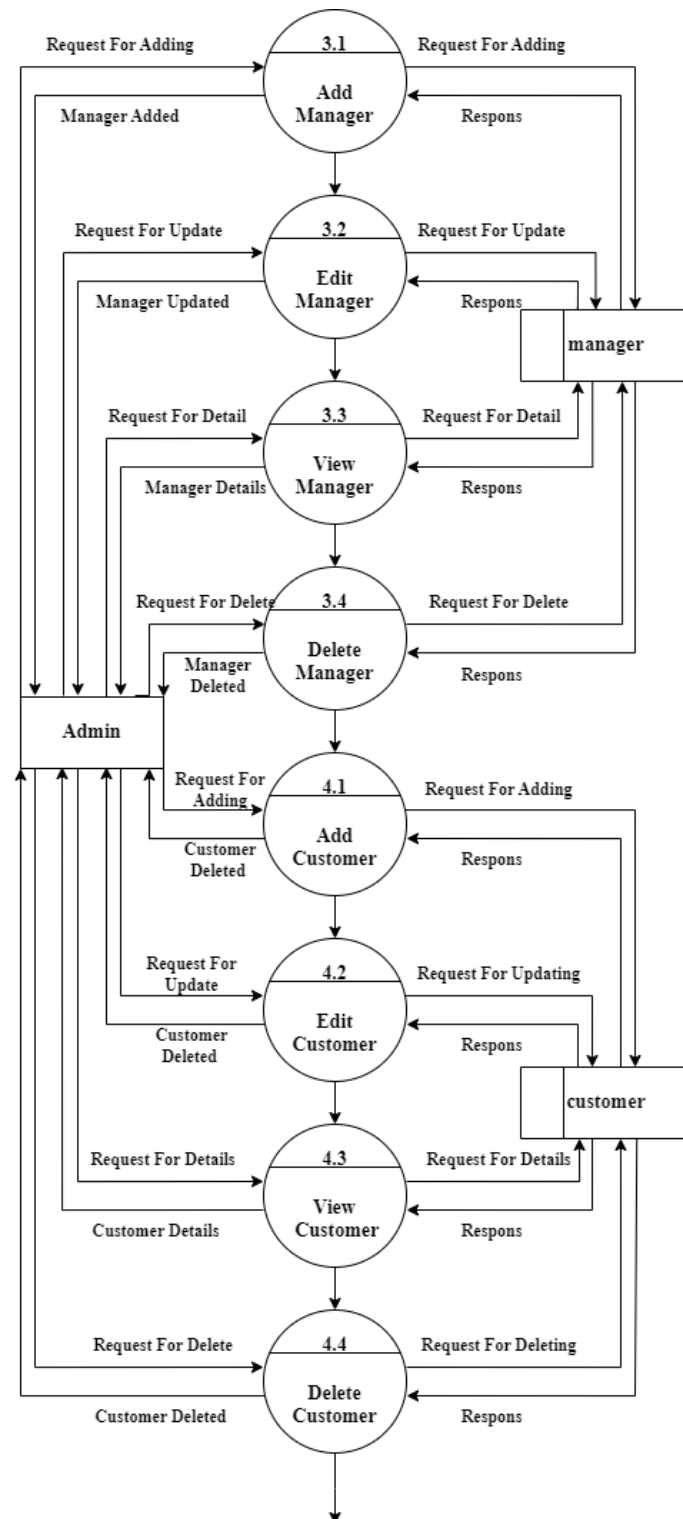 Request For Adding
3.1
Request For Adding
Add
Manager
Manager Added
Respons
3.2
Request For Update
Request For Update
Edit
Manager
Manager Updated
Respons
manager
3.3
Request For Detail
Request For Detail
View
Manager
Manager Details
Respons
3.4
Request For Delete
Request For Delete
Delete
Manager
Manager
Deleted
Respons
Admin
4.1
Request For
Adding
Request For Adding
Add
Customer
Customer
Deleted
Respons
4.2
Request For
Update
Request For Updating
Edit
Customer
Customer
Deleted
Respons
customer
4.3
Request For Details
Request For Details
View
Customer
Customer Details
Respons
4.4
Request For Delete
Request For Deleting
Delete
Customer
Customer Deleted
Respons